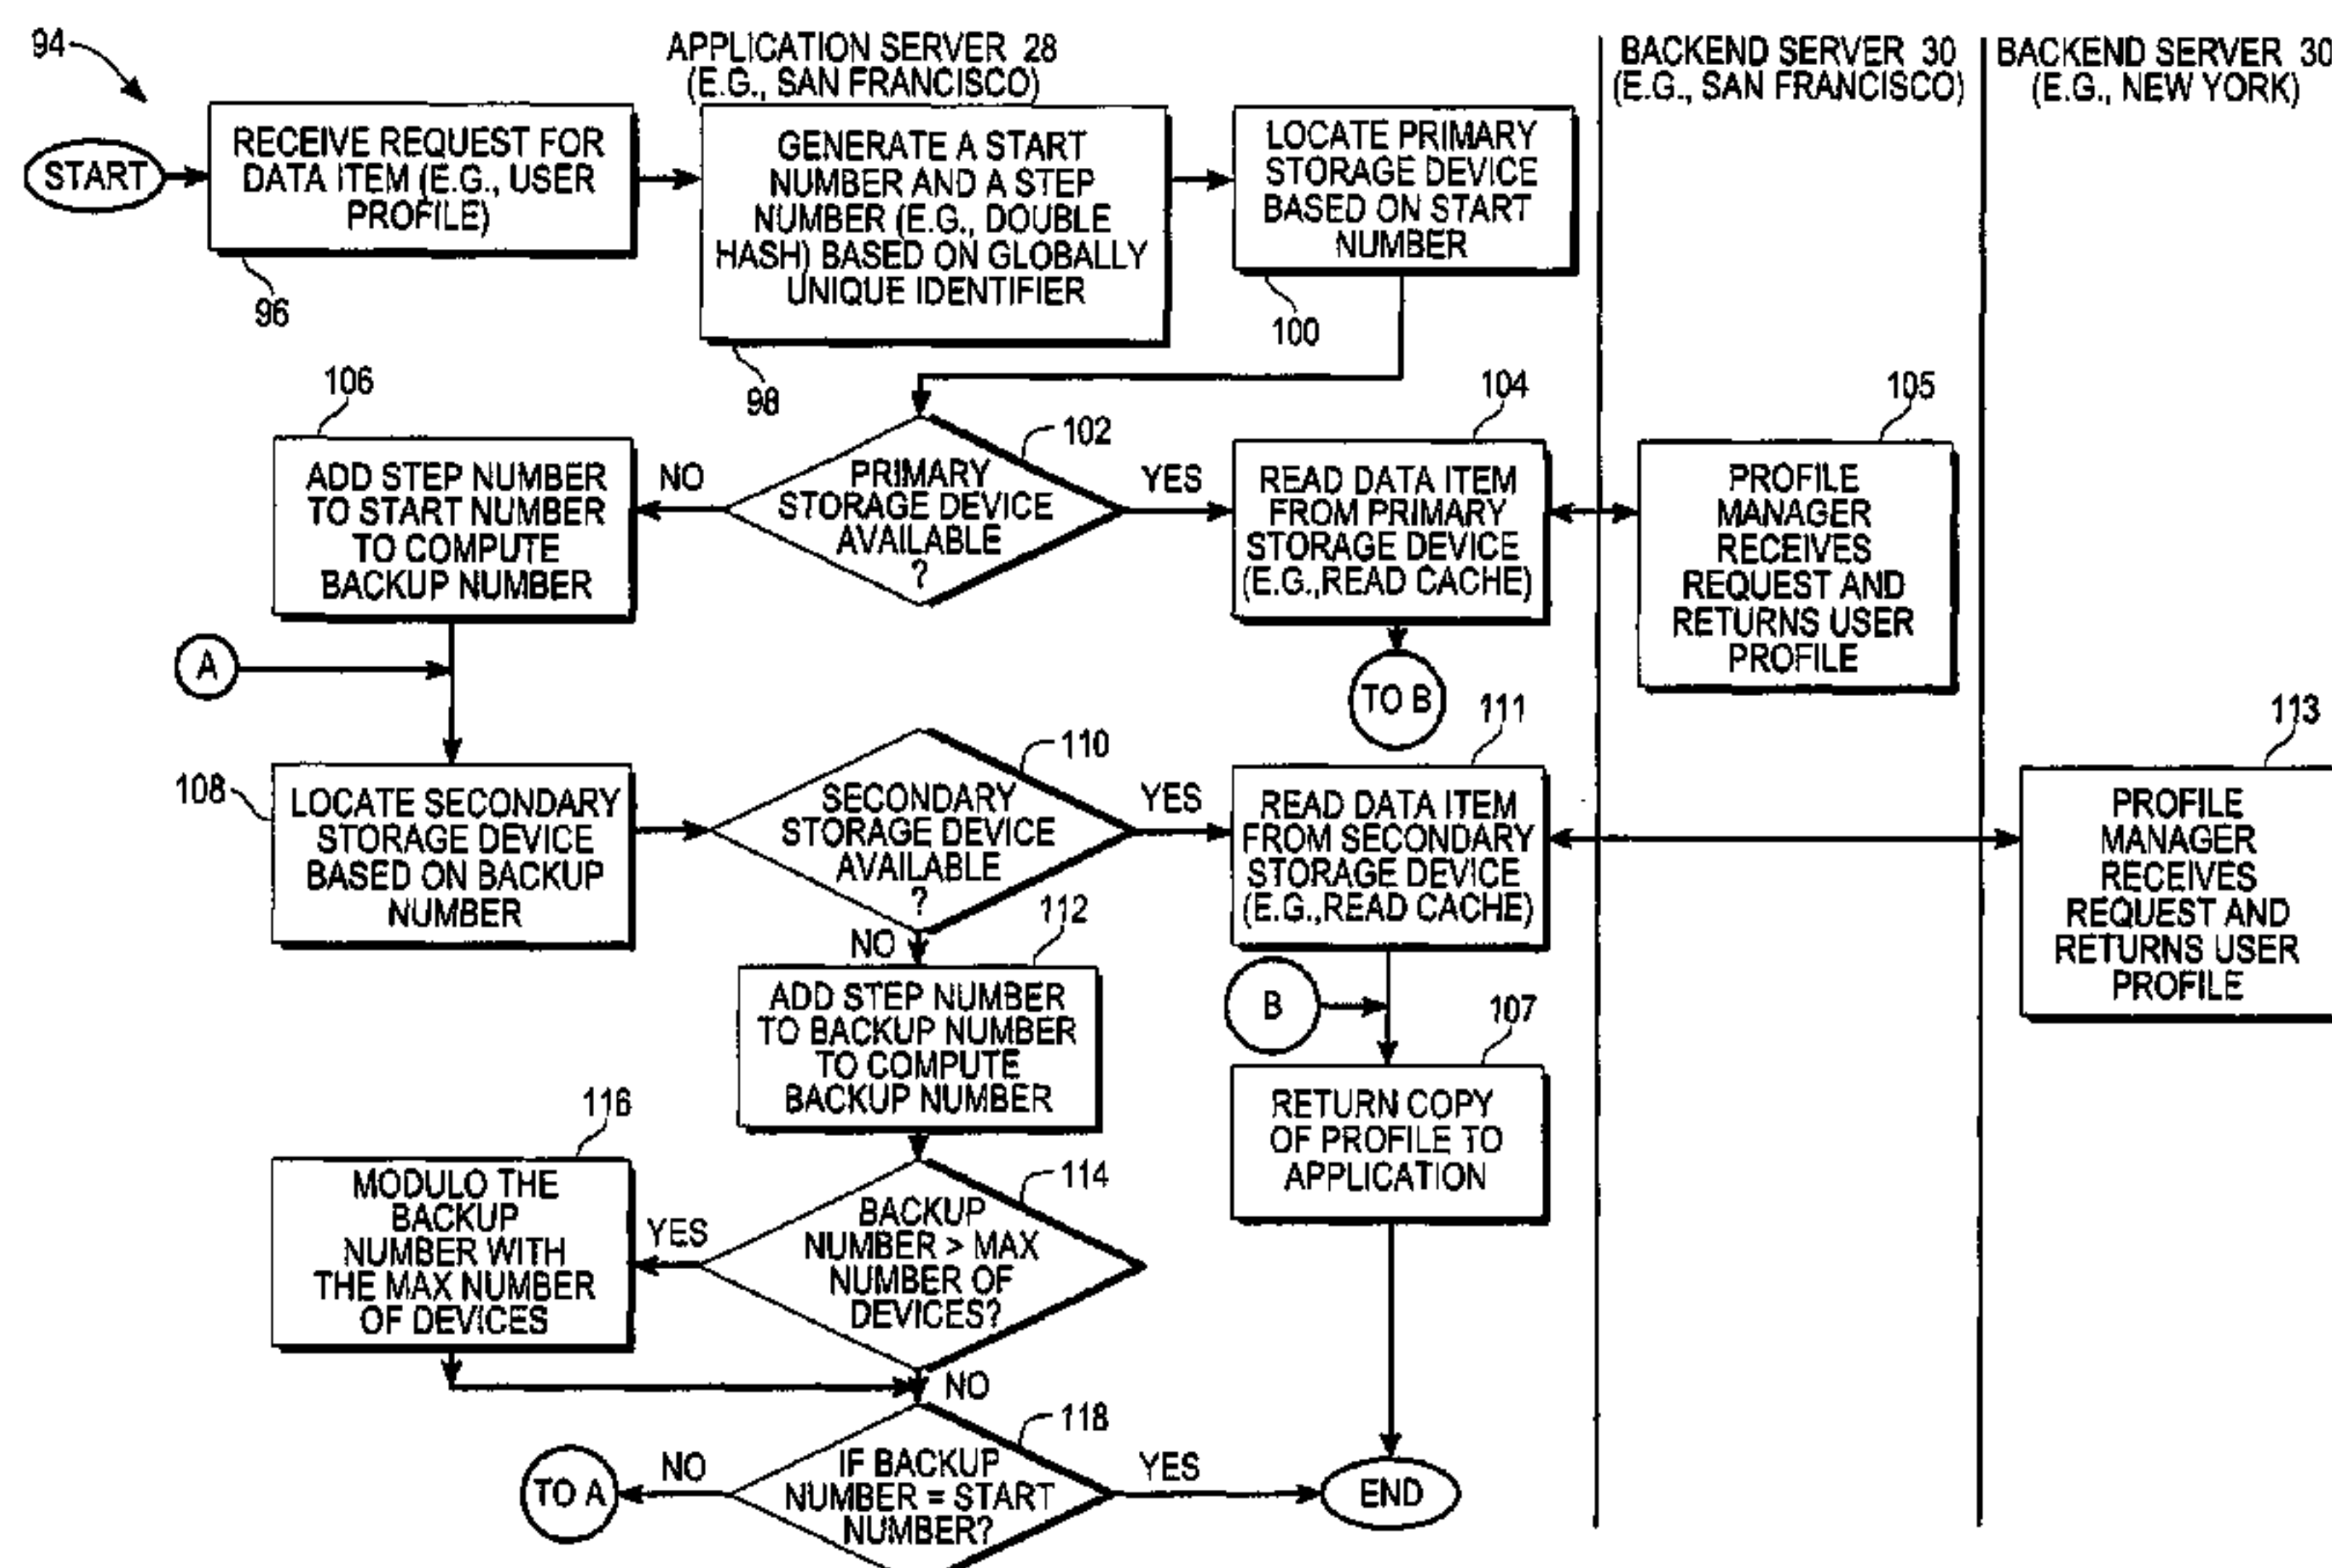 94
APPLICATION SERVER 28
(E.G., SAN FRANCISCO)
BACKEND SERVER 30
(E.G., SAN FRANCISCO)
BACKEND SERVER 30
(E.G., NEW YORK)
START
RECEIVE REQUEST FOR
DATA ITEM (E.G., USER
PROFILE)
96
GENERATE A START
NUMBER AND A STEP
NUMBER (E.G., DOUBLE
HASH) BASED ON GLOBALLY
UNIQUE IDENTIFIER
98
LOCATE PRIMARY
STORAGE DEVICE
BASED ON START
NUMBER
100
106
ADD STEP NUMBER
TO START NUMBER
TO COMPUTE
BACKUP NUMBER
NO
102
PRIMARY
STORAGE DEVICE
AVAILABLE
?
YES
104
READ DATA ITEM
FROM PRIMARY
STORAGE DEVICE
(E.G.,READ CACHE)
105
PROFILE
MANAGER
RECEIVES
REQUEST AND
RETURNS USER
PROFILE
A
TO B
108
LOCATE SECONDARY
STORAGE DEVICE
BASED ON BACKUP
NUMBER
110
SECONDARY
STORAGE DEVICE
AVAILABLE
?
YES
NO
111
READ DATA ITEM
FROM SECONDARY
STORAGE DEVICE
(E.G.,READ CACHE)
113
PROFILE
MANAGER
RECEIVES
REQUEST AND
RETURNS USER
PROFILE
112
ADD STEP NUMBER
TO BACKUP NUMBER
TO COMPUTE
BACKUP NUMBER
B
107
RETURN COPY
OF PROFILE TO
APPLICATION
116
MODULO THE
BACKUP
NUMBER WITH
THE MAX NUMBER
OF DEVICES
YES
114
BACKUP
NUMBER > MAX
NUMBER OF
DEVICES?
NO
TO A
NO
118
IF BACKUP
NUMBER = START
NUMBER?
YES
END